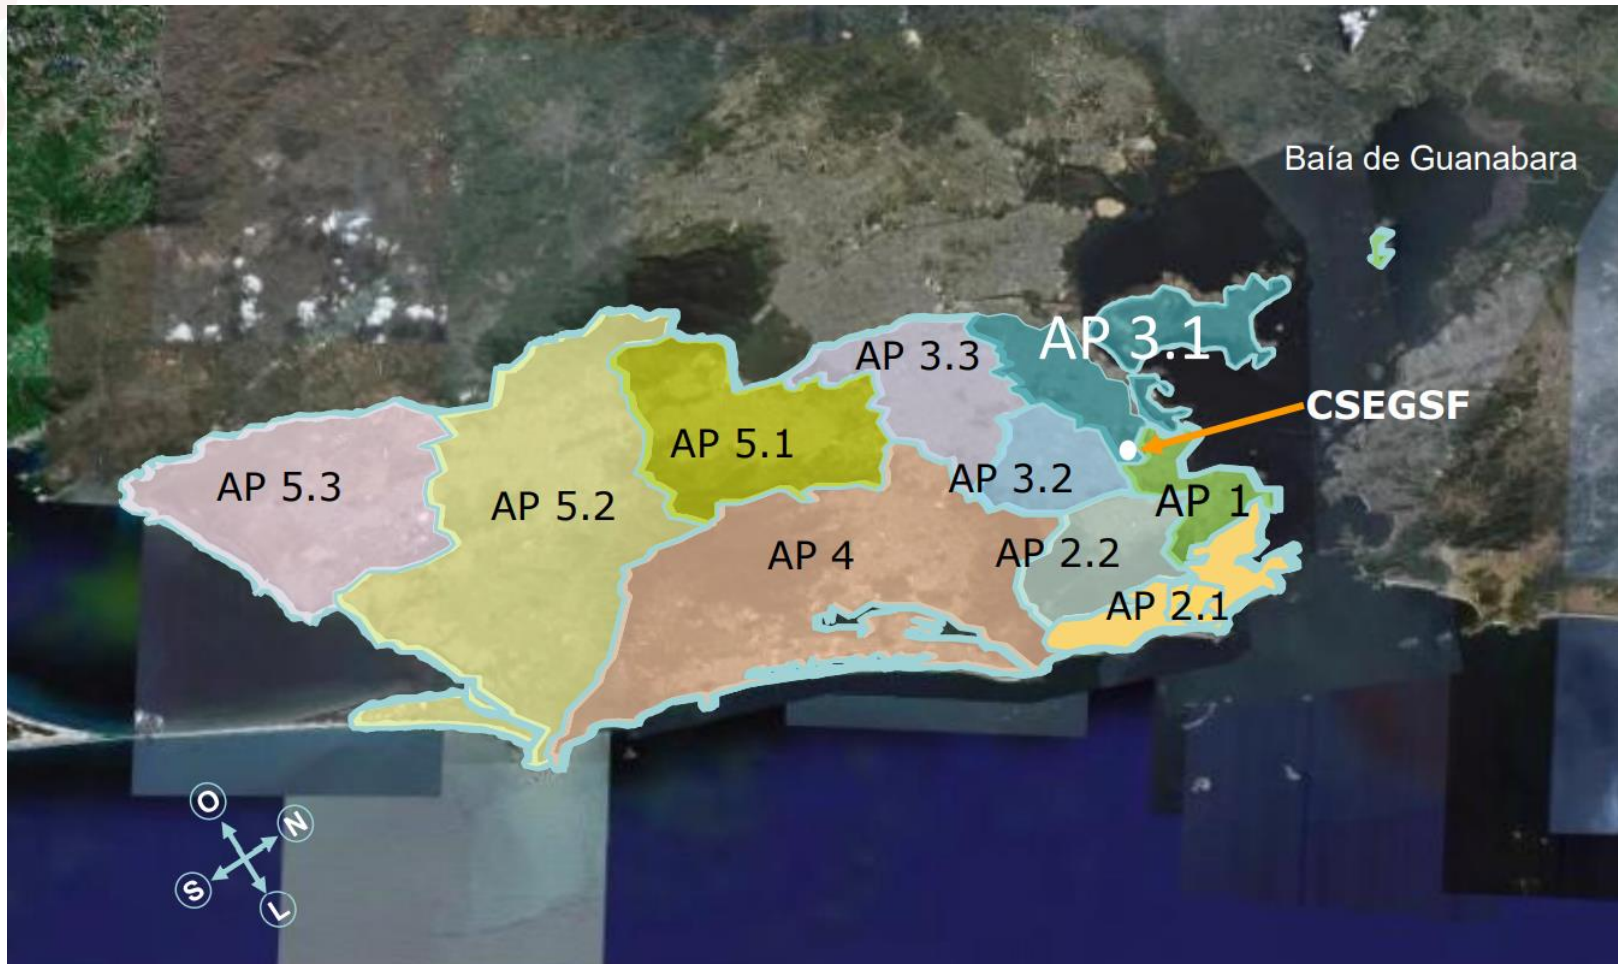 Baía de Guanabara
AP 3.1
AP 3.3
CSEGSF
AP 5.1
AP 3.2
AP 5.3
AP 5.2
AP 1
AP 4
AP 2.2
AP 2.1
O
N
S
L